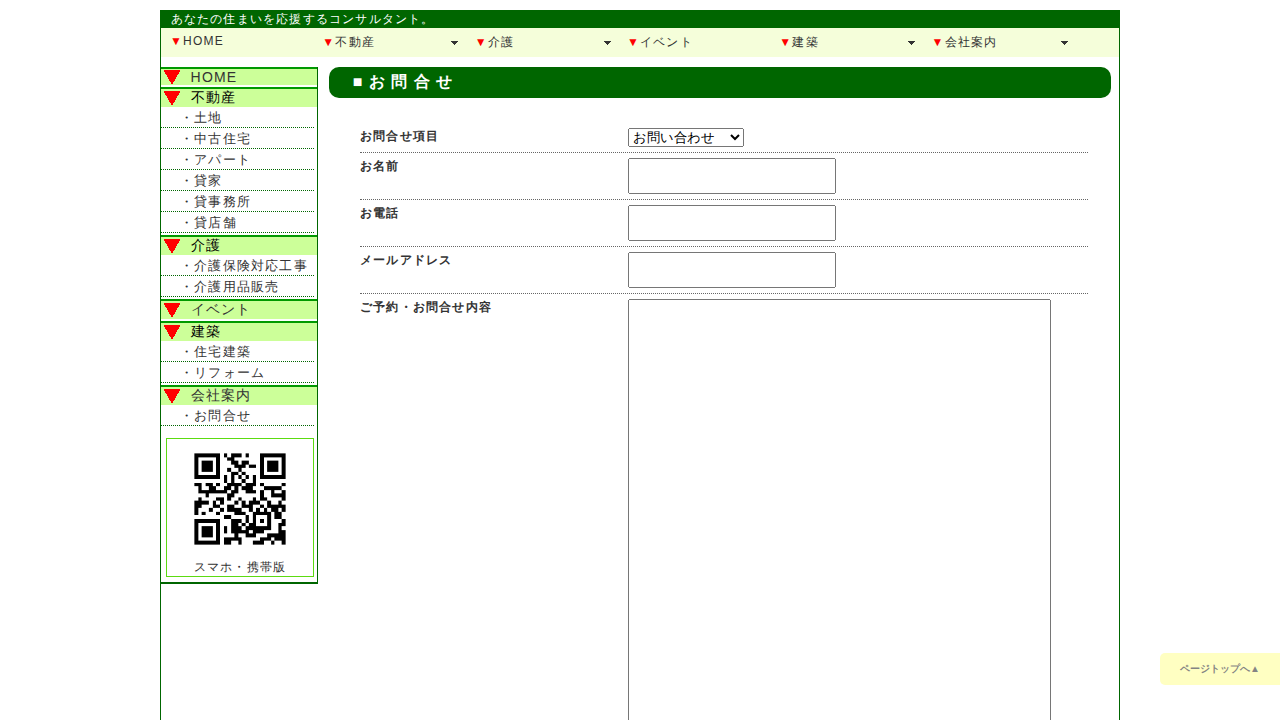 あなたの住まいを応援するコンサルタント。
▼HOME ▼不動産 ▼介護 ▼イベント ▼建築 ▼会社案内
HOME
不動産
・土地
・中古住宅
・アパート
・貸家
・貸事務所
・貸店舗
介護
・介護保険対応工事
・介護用品販売
イベント
建築
・住宅建築
・リフォーム
会社案内
・お問合せ
スマホ・携帯版
■お問合せ
お問合せ項目 お問い合わせ
お名前
お電話
メールアドレス
ご予約・お問合せ内容
ページトップへ▲